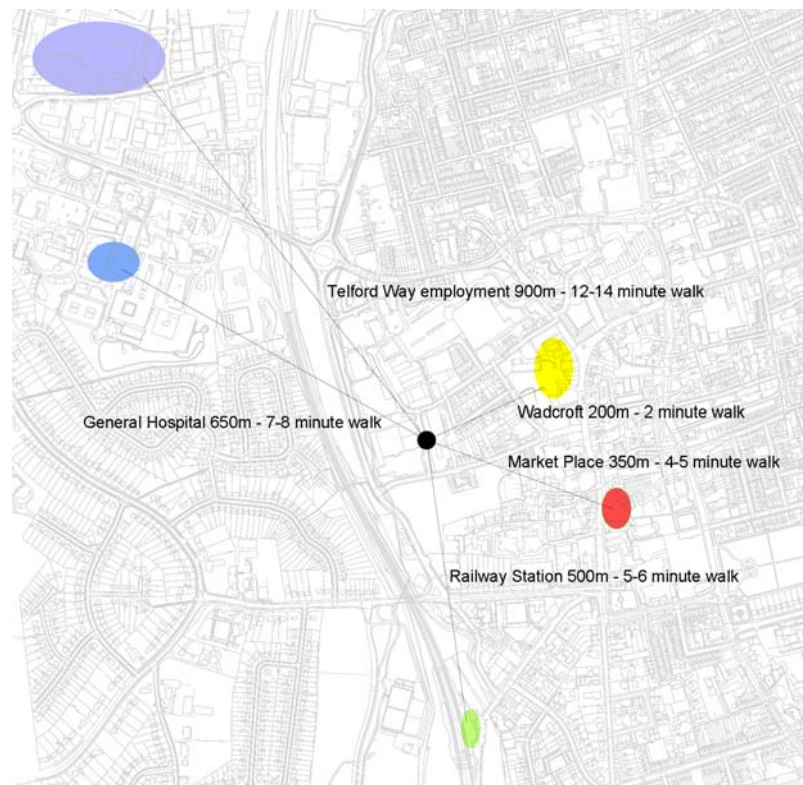 Telford Way employment 900m - 12-14 minute walk
Wadcroft 200m - 2 minute walk
General Hospital 650m - 7-8 minute walk
Market Place 350m - 4-5 minute walk
Railway Station 500m - 5-6 minute walk